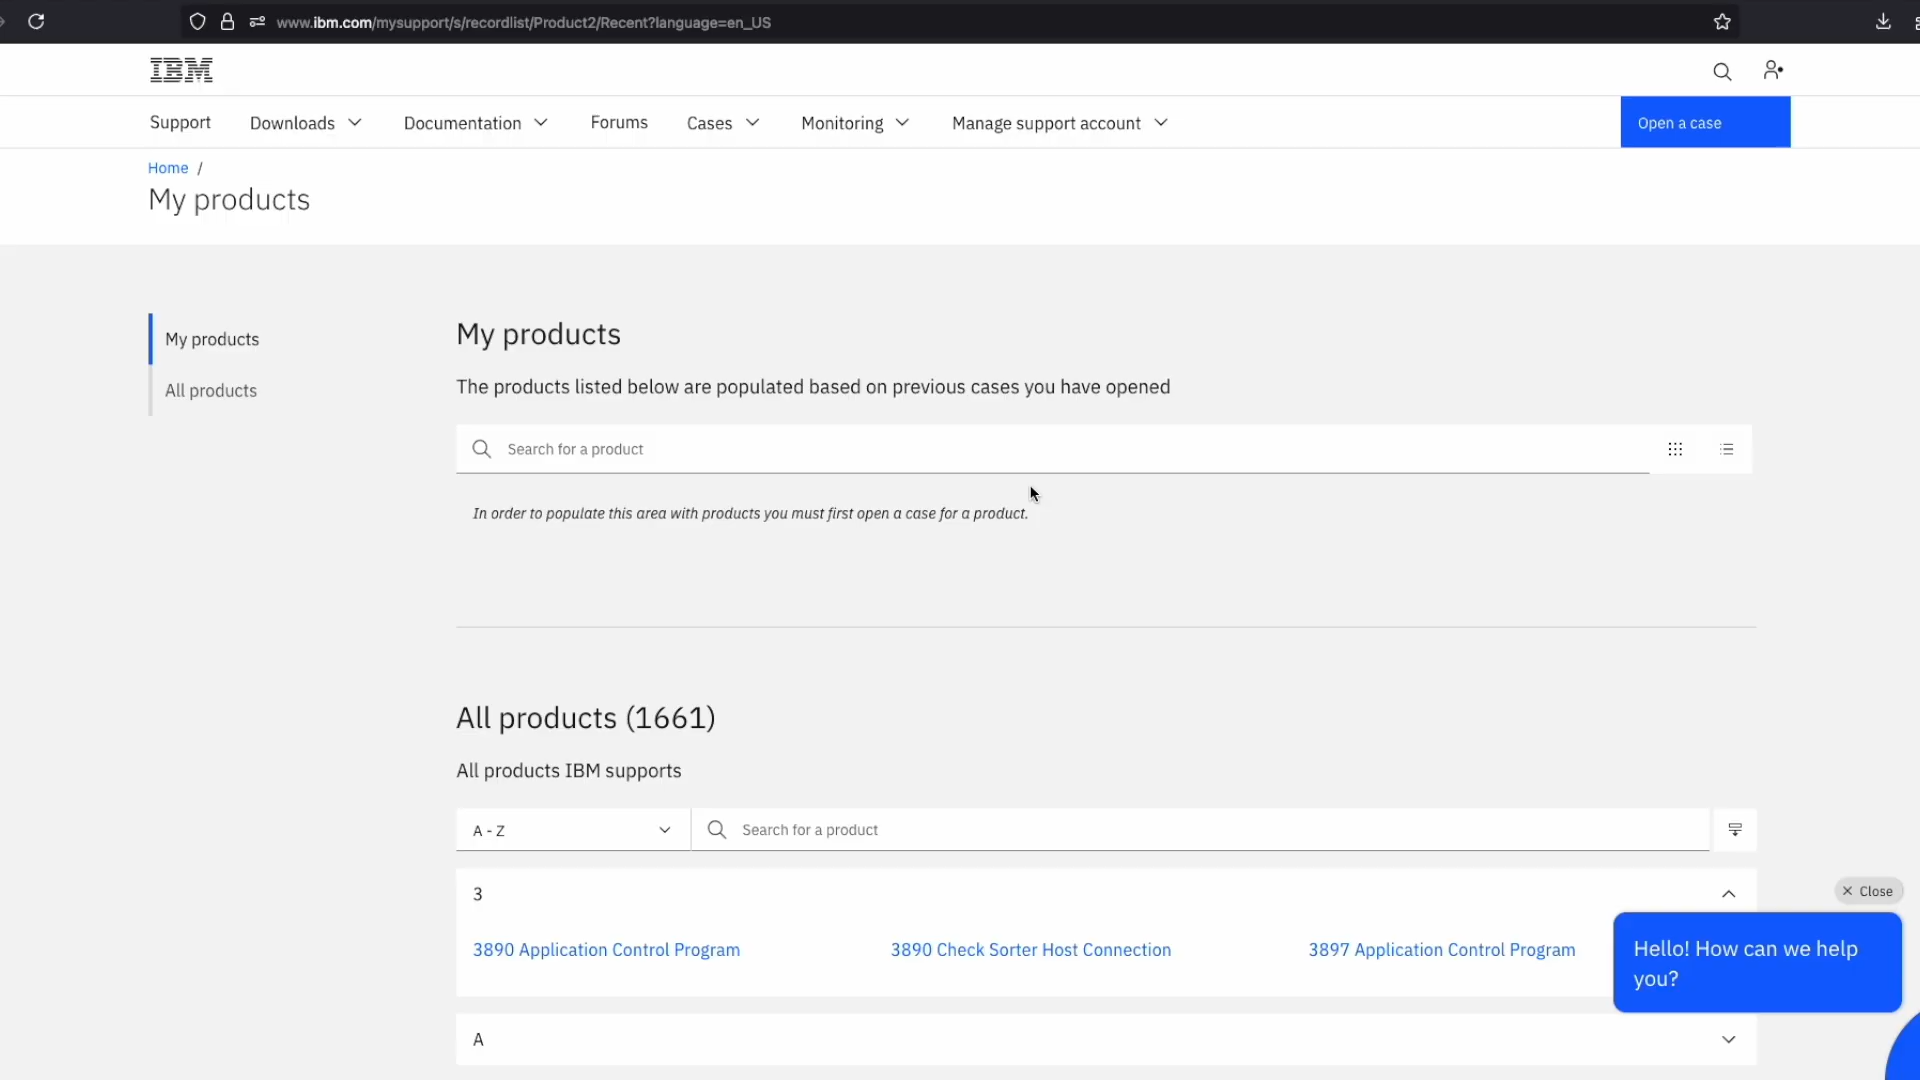 www.ibm.com/mysupport/s/recordlist/Product2/Recent?language=en_US
IBM
Support Downloads Documentation Forums Cases Monitoring Manage support account Open a case
Home /
My products
My products
All products
My products
The products listed below are populated based on previous cases you have opened
Search for a product
In order to populate this area with products you must first open a case for a product.
All products (1661)
All products IBM supports
A - Z Search for a product
3
3890 Application Control Program 3890 Check Sorter Host Connection 3897 Application Control Program
Close
Hello! How can we help
you?
A